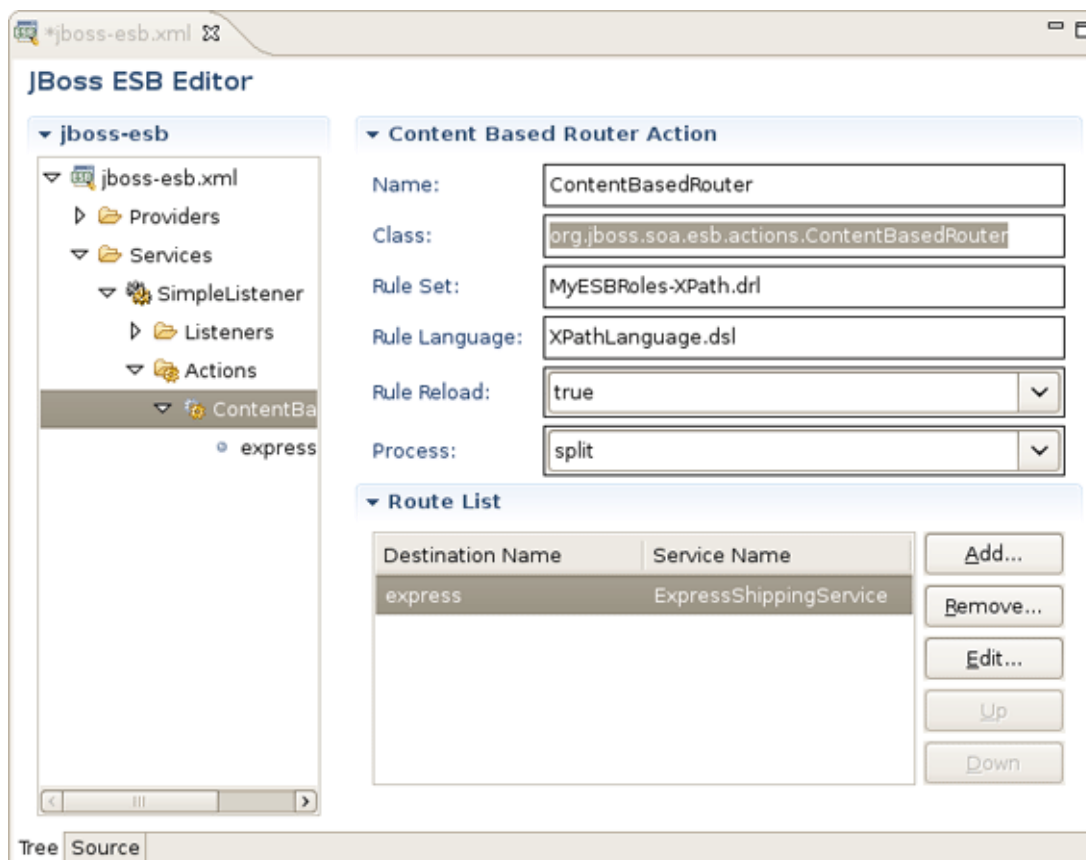 *jboss-esb.xml
JBoss ESB Editor
jboss-esb
jboss-esb.xml
Providers
Services
SimpleListener
Listeners
Actions
ContentBa
express
Content Based Router Action
Name: ContentBasedRouter
Class: org.jboss.soa.esb.actions.ContentBasedRouter
Rule Set: MyESBRoles-XPath.drl
Rule Language: XPathLanguage.dsl
Rule Reload: true
Process: split
Route List
Destination Name Service Name
express ExpressShippingService
Add...
Remove...
Edit...
Up
Down
Tree Source